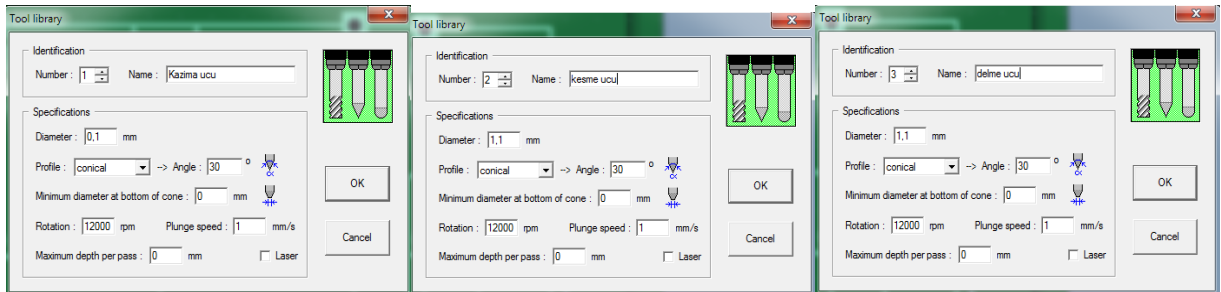 Tool library
Identification
Number : 1 Name : Kazima ucu
Specifications
Diameter : 0,1 mm
Profile : conical --> Angle : 30 °
Minimum diameter at bottom of cone : 0 mm
Rotation : 12000 rpm Plunge speed : 1 mm/s
Maximum depth per pass : 0 mm Laser
OK
Cancel
Tool library
Identification
Number : 2 Name : kesme ucu
Specifications
Diameter : 1,1 mm
Profile : conical --> Angle : 30 °
Minimum diameter at bottom of cone : 0 mm
Rotation : 12000 rpm Plunge speed : 1 mm/s
Maximum depth per pass : 0 mm Laser
OK
Cancel
Tool library
Identification
Number : 3 Name : delme ucu
Specifications
Diameter : 1,1 mm
Profile : conical --> Angle : 30 °
Minimum diameter at bottom of cone : 0 mm
Rotation : 12000 rpm Plunge speed : 1 mm/s
Maximum depth per pass : 0 mm Laser
OK
Cancel